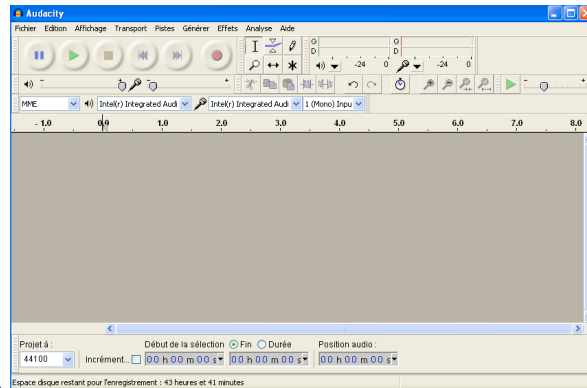 Audacity
Fichier Edition Affichage Transport Pistes Générer Effets Analyse Aide
G
D
-24 0
G
D
-24 0
MME Intel(r) Integrated Audi Intel(r) Integrated Audi 1 (Mono) Inpu
- 1.0 0.0 1.0 2.0 3.0 4.0 5.0 6.0 7.0 8.0
Projet à : Début de la sélection Fin Durée Position audio :
44100 Incrément... 00 h 00 m 00 s 00 h 00 m 00 s 00 h 00 m 00 s
Espace disque restant pour l'enregistrement : 43 heures et 41 minutes